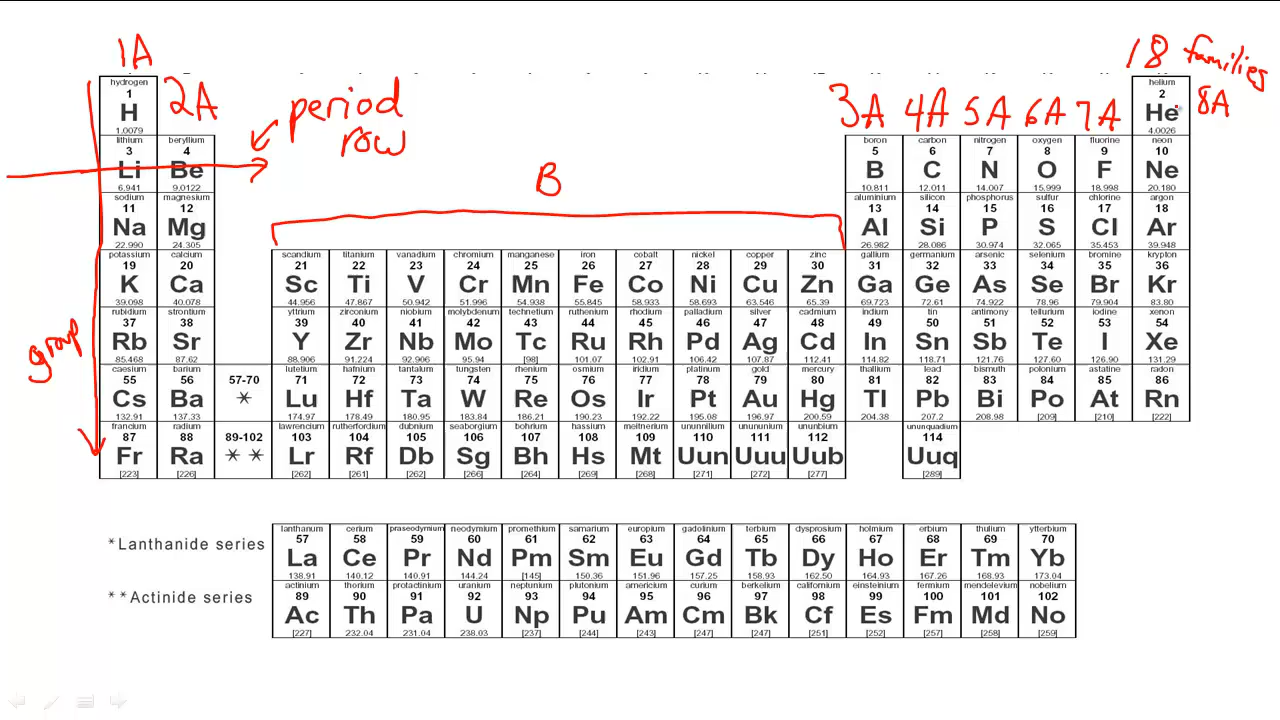 1A
18 families
2A
period
row
3A 4A 5A 6A 7A 8A
B
group
hydrogen helium
1 2
H He
1.0079 4.0026
lithium beryllium boron carbon nitrogen oxygen fluorine neon
3 4 5 6 7 8 9 10
Li Be B C N O F Ne
6.941 9.0122 10.811 12.011 14.007 15.999 18.998 20.180
sodium magnesium aluminium silicon phosphorus sulfur chlorine argon
11 12 13 14 15 16 17 18
Na Mg Al Si P S Cl Ar
22.990 24.305 26.982 28.086 30.974 32.065 35.453 39.948
potassium calcium scandium titanium vanadium chromium manganese iron cobalt nickel copper zinc gallium germanium arsenic selenium bromine krypton
19 20 21 22 23 24 25 26 27 28 29 30 31 32 33 34 35 36
K Ca Sc Ti V Cr Mn Fe Co Ni Cu Zn Ga Ge As Se Br Kr
39.098 40.078 44.956 47.867 50.942 51.996 54.938 55.845 58.933 58.693 63.546 65.39 69.723 72.61 74.922 78.96 79.904 83.80
rubidium strontium yttrium zirconium niobium molybdenum technetium ruthenium rhodium palladium silver cadmium indium tin antimony tellurium iodine xenon
37 38 39 40 41 42 43 44 45 46 47 48 49 50 51 52 53 54
Rb Sr Y Zr Nb Mo Tc Ru Rh Pd Ag Cd In Sn Sb Te I Xe
85.468 87.62 88.906 91.224 92.906 95.94 [98] 101.07 102.91 106.42 107.87 112.41 114.82 118.71 121.76 127.60 126.90 131.29
caesium barium lutetium hafnium tantalum tungsten rhenium osmium iridium platinum gold mercury thallium lead bismuth polonium astatine radon
55 56 57-70 71 72 73 74 75 76 77 78 79 80 81 82 83 84 85 86
Cs Ba * Lu Hf Ta W Re Os Ir Pt Au Hg Tl Pb Bi Po At Rn
132.91 137.33 174.97 178.49 180.95 183.84 186.21 190.23 192.22 195.08 196.97 200.59 204.38 207.2 208.98 [209] [210] [222]
francium radium lawrencium rutherfordium dubnium seaborgium bohrium hassium meitnerium ununnilium unununium ununbium ununquadium
87 88 89-102 103 104 105 106 107 108 109 110 111 112 114
Fr Ra * * Lr Rf Db Sg Bh Hs Mt Uun Uuu Uub Uuq
[223] [226] [262] [261] [262] [266] [264] [269] [268] [271] [272] [277] [289]
*Lanthanide series
lanthanum cerium praseodymium neodymium promethium samarium europium gadolinium terbium dysprosium holmium erbium thulium ytterbium
57 58 59 60 61 62 63 64 65 66 67 68 69 70
La Ce Pr Nd Pm Sm Eu Gd Tb Dy Ho Er Tm Yb
138.91 140.12 140.91 144.24 [145] 150.36 151.96 157.25 158.93 162.50 164.93 167.26 168.93 173.04
**Actinide series
actinium thorium protactinium uranium neptunium plutonium americium curium berkelium californium einsteinium fermium mendelevium nobelium
89 90 91 92 93 94 95 96 97 98 99 100 101 102
Ac Th Pa U Np Pu Am Cm Bk Cf Es Fm Md No
[227] 232.04 231.04 238.03 [237] [244] [243] [247] [247] [251] [252] [257] [258] [259]